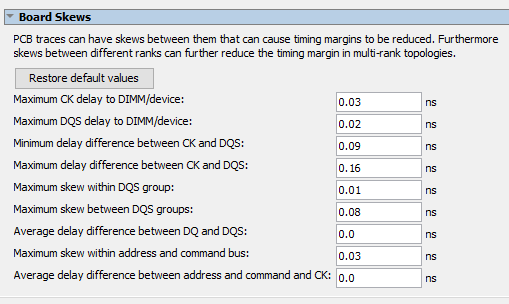 Board Skews
PCB traces can have skews between them that can cause timing margins to be reduced. Furthermore
skews between different ranks can further reduce the timing margin in multi-rank topologies.
Restore default values
Maximum CK delay to DIMM/device: 0.03 ns
Maximum DQS delay to DIMM/device: 0.02 ns
Minimum delay difference between CK and DQS: 0.09 ns
Maximum delay difference between CK and DQS: 0.16 ns
Maximum skew within DQS group: 0.01 ns
Maximum skew between DQS groups: 0.08 ns
Average delay difference between DQ and DQS: 0.0 ns
Maximum skew within address and command bus: 0.03 ns
Average delay difference between address and command and CK: 0.0 ns